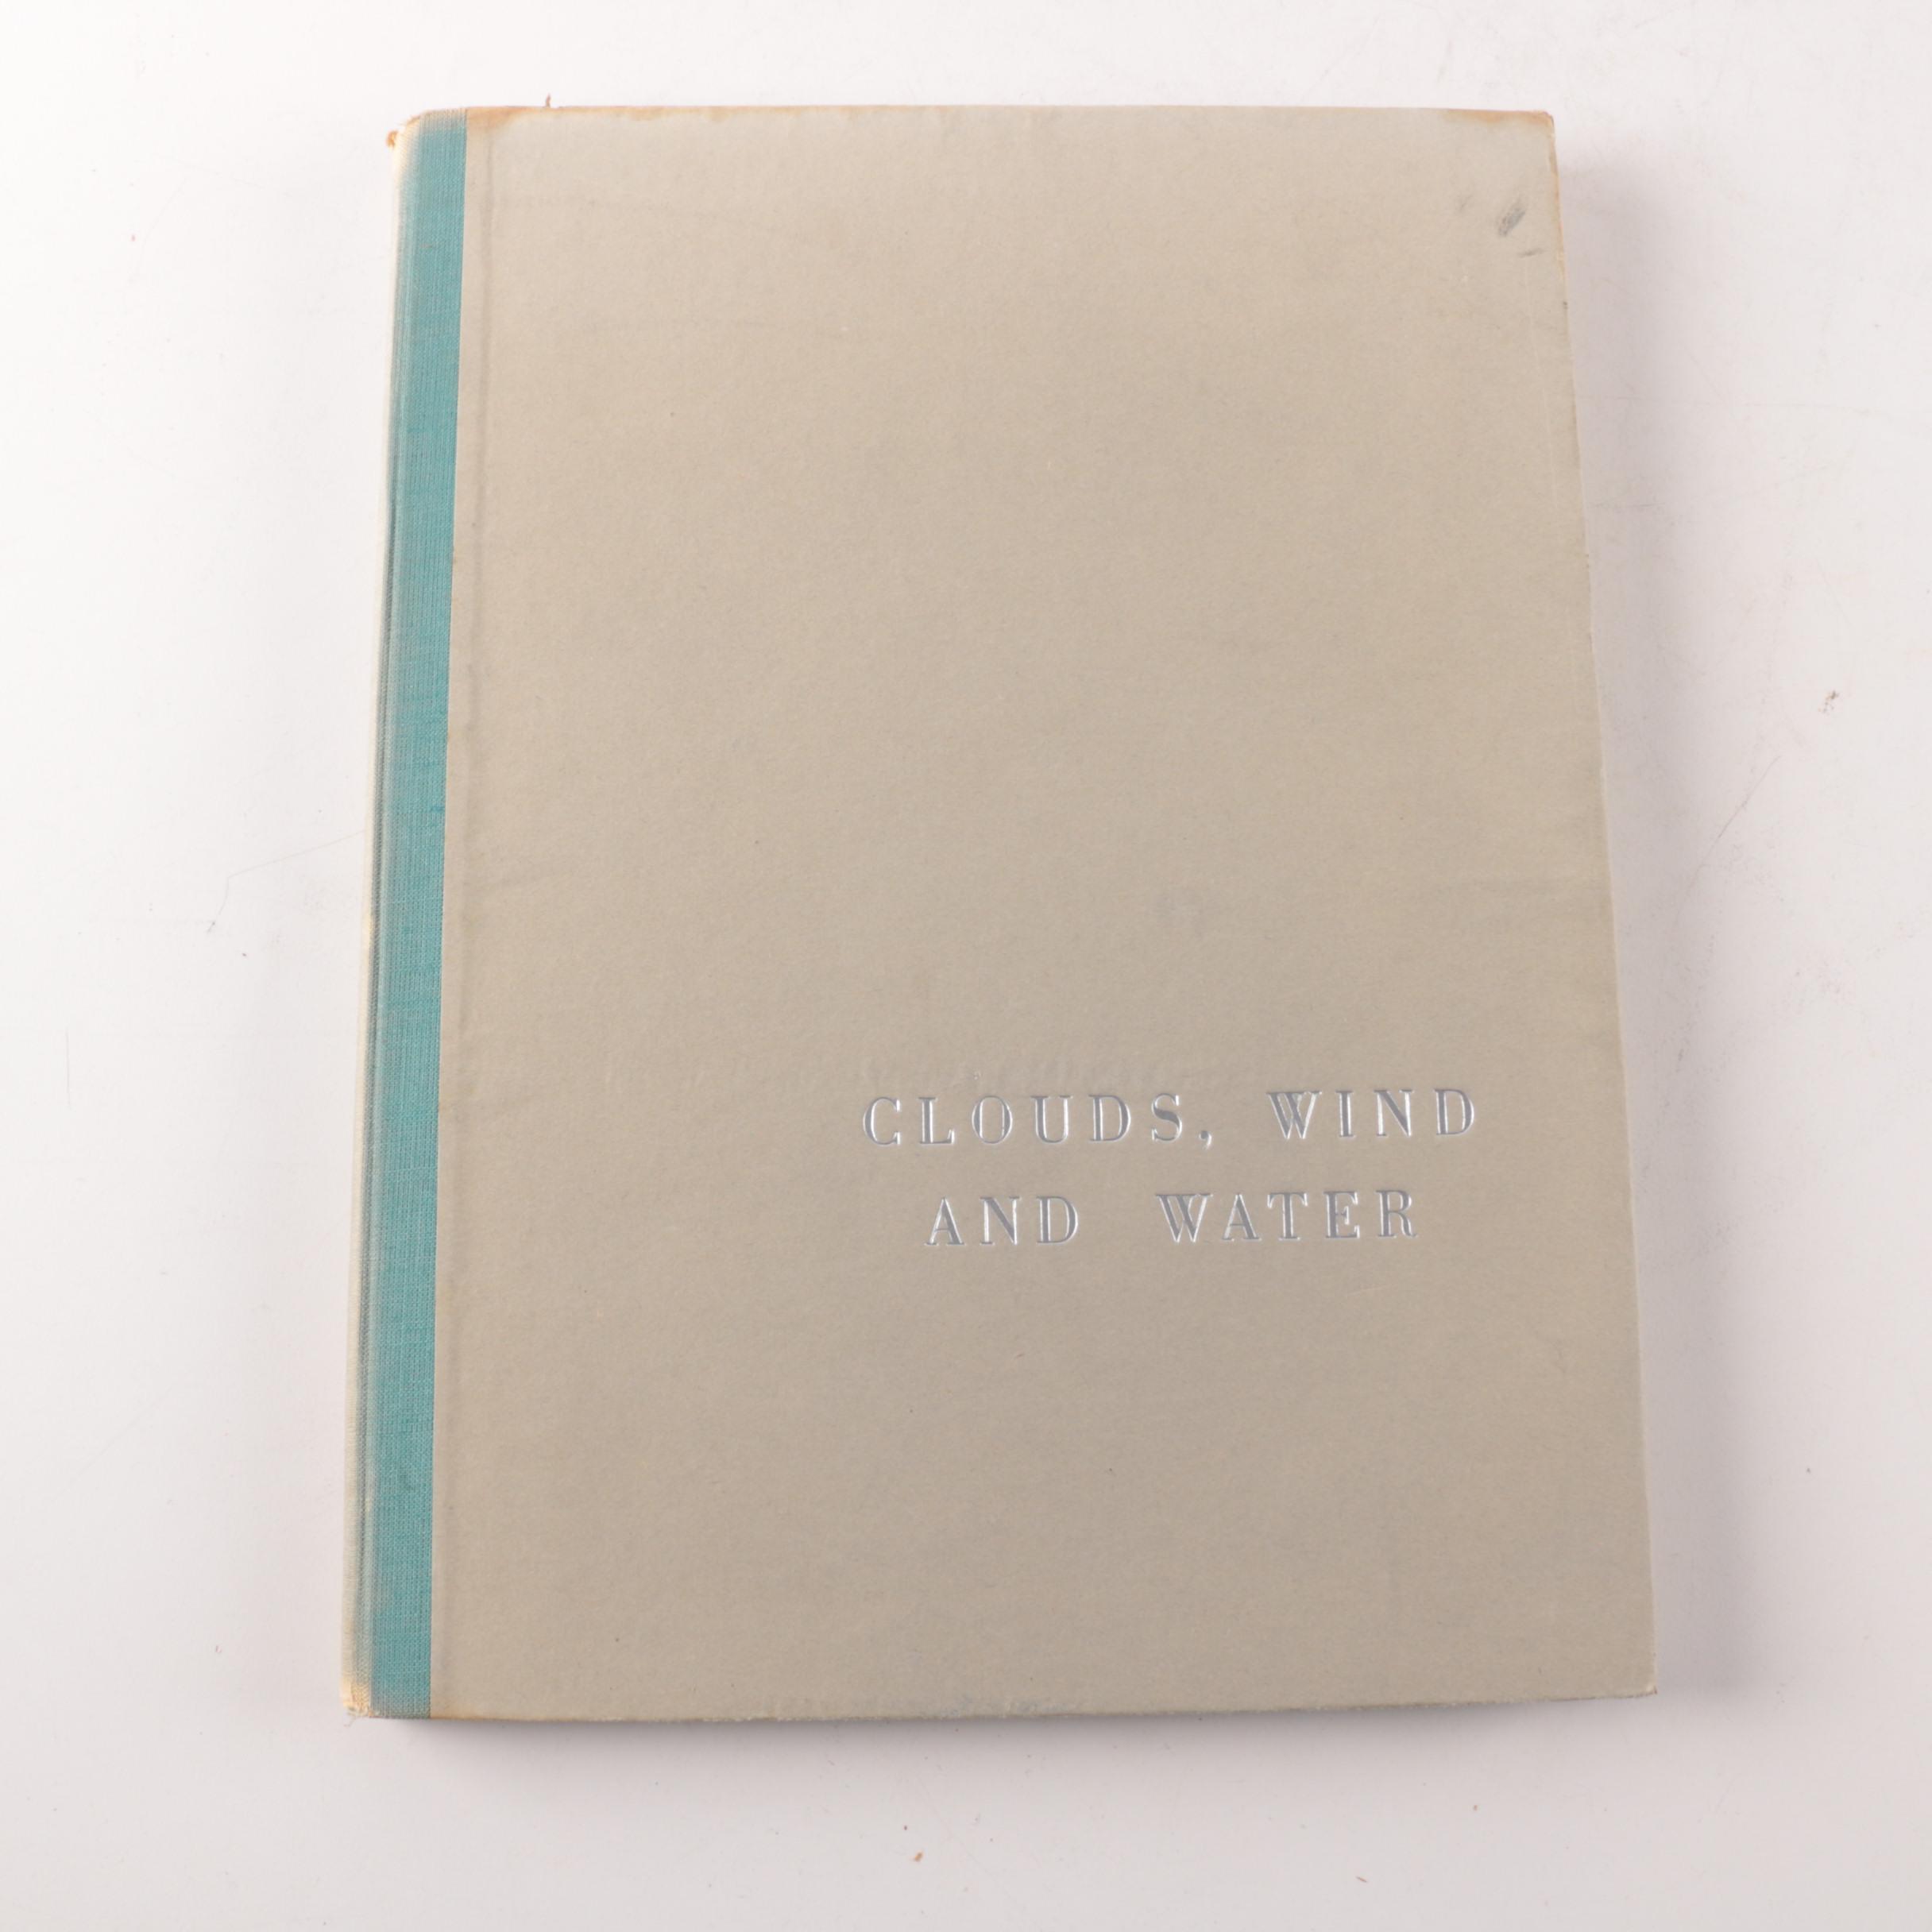 CLOUDS, WIND
AND WATER